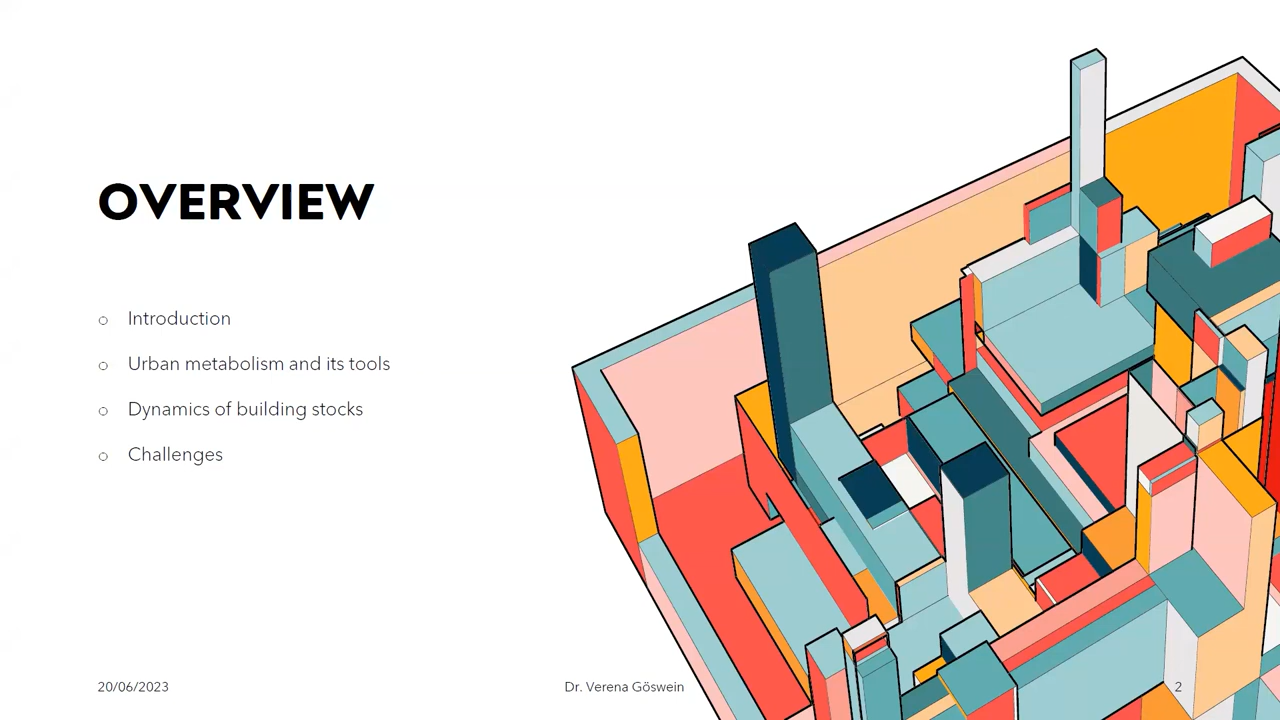 OVERVIEW
Introduction
Urban metabolism and its tools
Dynamics of building stocks
Challenges
20/06/2023
Dr. Verena Göswein
2